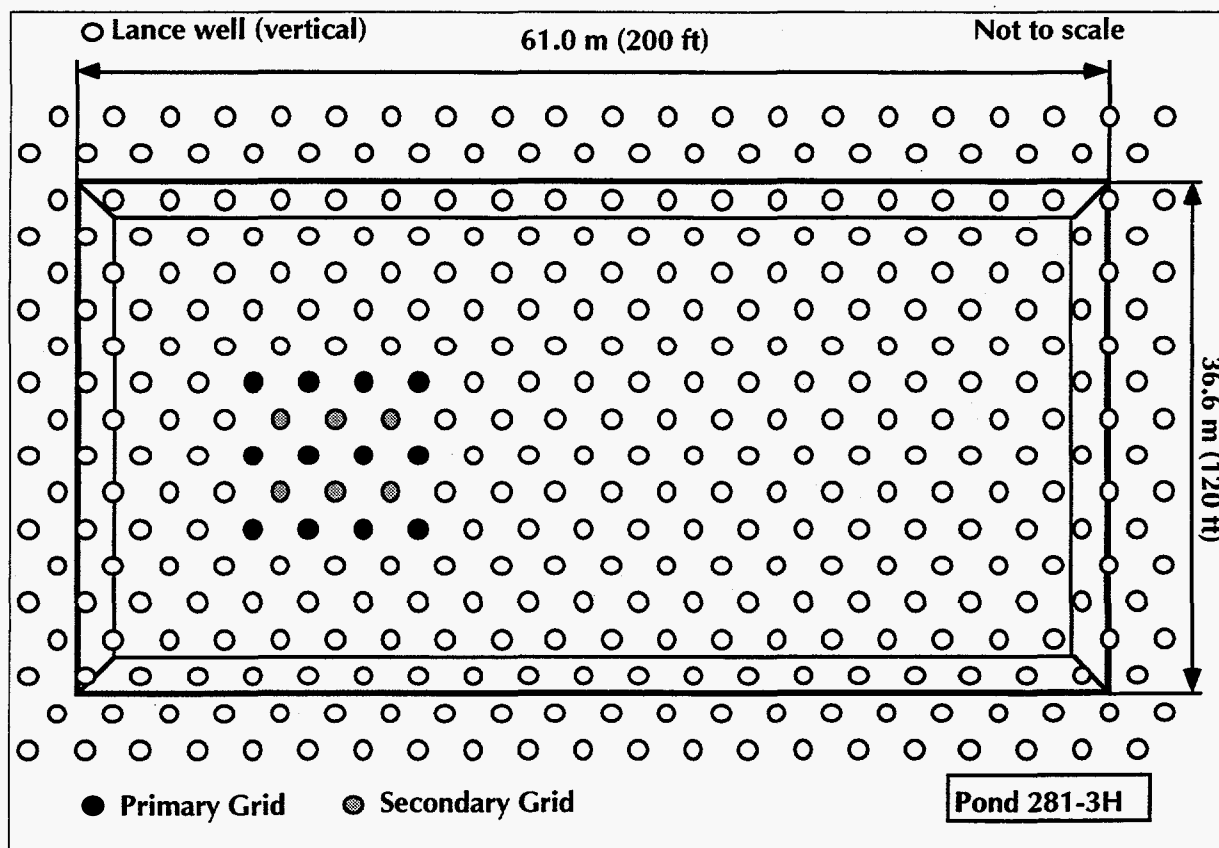 Lance well (vertical)
61.0 m (200 ft)
Not to scale
36.6 m (120 ft)
Primary Grid
Secondary Grid
Pond 281-3H